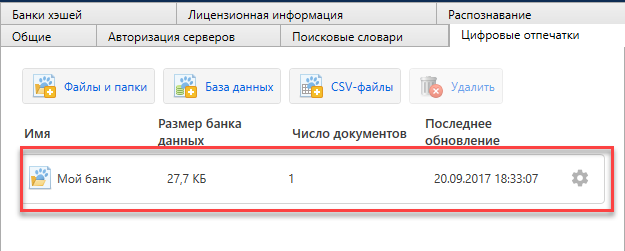 Банки хэшей Лицензионная информация Распознавание
Общие Авторизация серверов Поисковые словари Цифровые отпечатки
Файлы и папки База данных CSV-файлы Удалить
Имя Размер банка данных Число документов Последнее обновление
Мой банк 27,7 КБ 1 20.09.2017 18:33:07